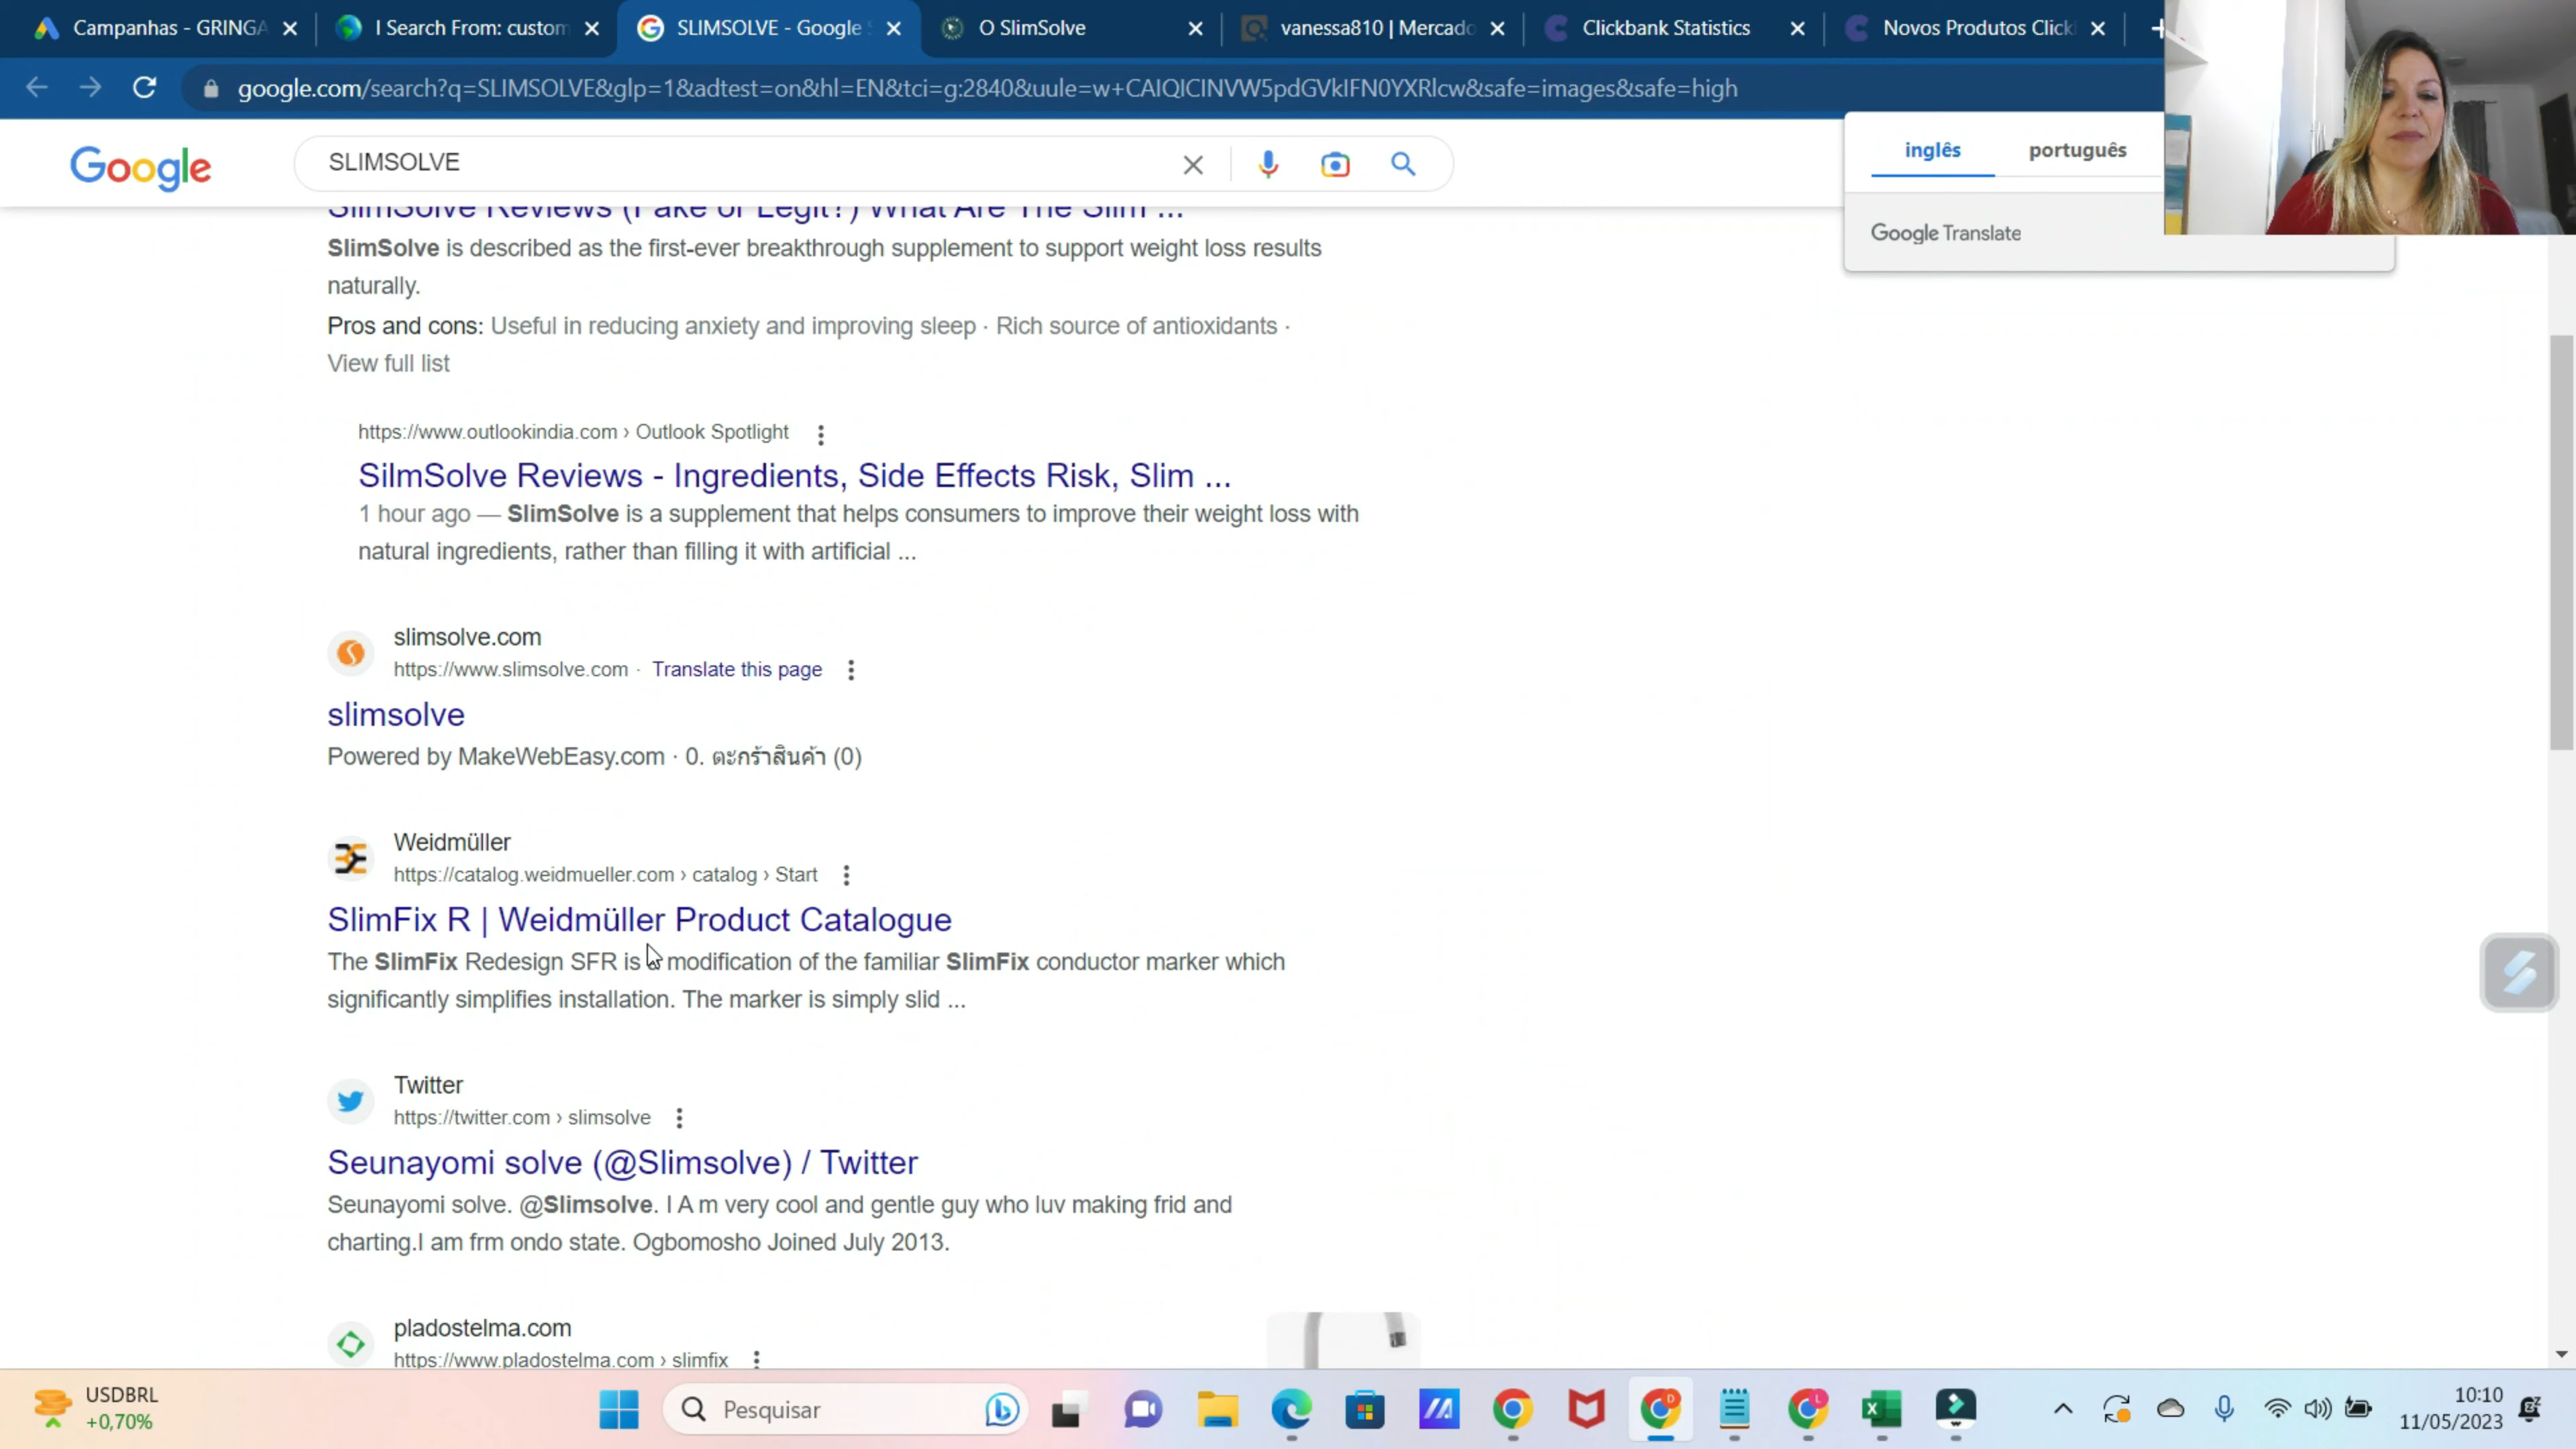 Campanhas - GRINGA
I Search From: custom
SLIMSOLVE - Google S
O SlimSolve
vanessa810 | Mercado
Clickbank Statistics
Novos Produtos Click
google.com/search?q=SLIMSOLVE&glp=1&adtest=on&hl=EN&tci=g:2840&uule=w+CAIQICINVW5pdGVkIFN0YXRlcw&safe=images&safe=high
Google
SLIMSOLVE
inglês
português
Google Translate
SlimSolve Reviews (Fake or Legit?) What Are The Slim ...
SlimSolve is described as the first-ever breakthrough supplement to support weight loss results
naturally.
Pros and cons: Useful in reducing anxiety and improving sleep · Rich source of antioxidants ·
View full list
https://www.outlookindia.com › Outlook Spotlight
SilmSolve Reviews - Ingredients, Side Effects Risk, Slim ...
1 hour ago — SlimSolve is a supplement that helps consumers to improve their weight loss with
natural ingredients, rather than filling it with artificial ...
slimsolve.com
https://www.slimsolve.com · Translate this page
slimsolve
Powered by MakeWebEasy.com · 0. ตะกร้าสินค้า (0)
Weidmüller
https://catalog.weidmueller.com › catalog › Start
SlimFix R | Weidmüller Product Catalogue
The SlimFix Redesign SFR is a modification of the familiar SlimFix conductor marker which
significantly simplifies installation. The marker is simply slid ...
Twitter
https://twitter.com › slimsolve
Seunayomi solve (@Slimsolve) / Twitter
Seunayomi solve. @Slimsolve. I A m very cool and gentle guy who luv making frid and
charting.I am frm ondo state. Ogbomosho Joined July 2013.
pladostelma.com
https://www.pladostelma.com › slimfix
USDBRL
+0,70%
Pesquisar
10:10
11/05/2023